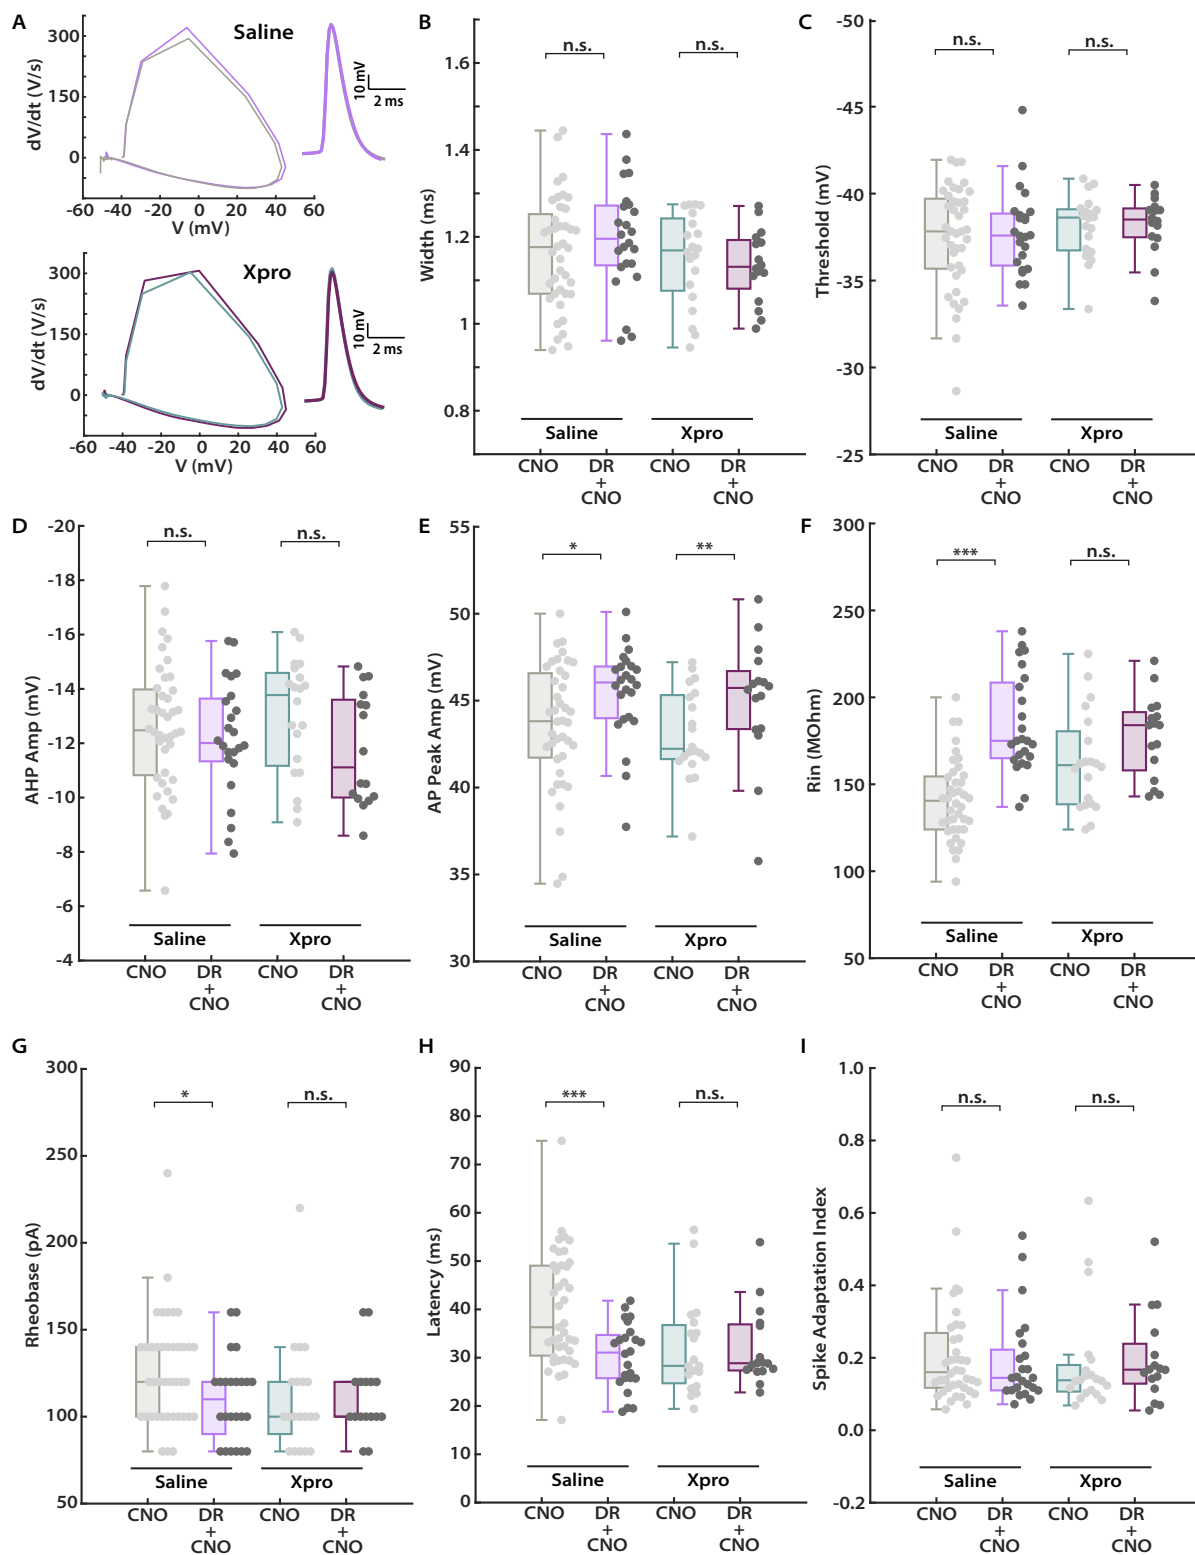 A
Saline
dV/dt (V/s)
300
150
0
-60 -40 -20 0 20 40 60
V (mV)
10 mV
2 ms
Xpro
dV/dt (V/s)
300
150
0
-60 -40 -20 0 20 40 60
V (mV)
10 mV
2 ms
B
Width (ms)
1.6
1.4
1.2
1
0.8
n.s. n.s.
Saline Xpro
CNO DR + CNO CNO DR + CNO
C
Threshold (mV)
-50
-45
-40
-35
-30
-25
n.s. n.s.
Saline Xpro
CNO DR + CNO CNO DR + CNO
D
AHP Amp (mV)
-20
-18
-16
-14
-12
-10
-8
-6
-4
n.s. n.s.
Saline Xpro
CNO DR + CNO CNO DR + CNO
E
AP Peak Amp (mV)
55
50
45
40
35
30
* **
Saline Xpro
CNO DR + CNO CNO DR + CNO
F
Rin (MOhm)
300
250
200
150
100
50
*** n.s.
Saline Xpro
CNO DR + CNO CNO DR + CNO
G
Rheobase (pA)
300
250
200
150
100
50
* n.s.
Saline Xpro
CNO DR + CNO CNO DR + CNO
H
Latency (ms)
90
80
70
60
50
40
30
20
10
0
*** n.s.
Saline Xpro
CNO DR + CNO CNO DR + CNO
I
Spike Adaptation Index
1.0
0.8
0.6
0.4
0.2
0.0
-0.2
n.s. n.s.
Saline Xpro
CNO DR + CNO CNO DR + CNO